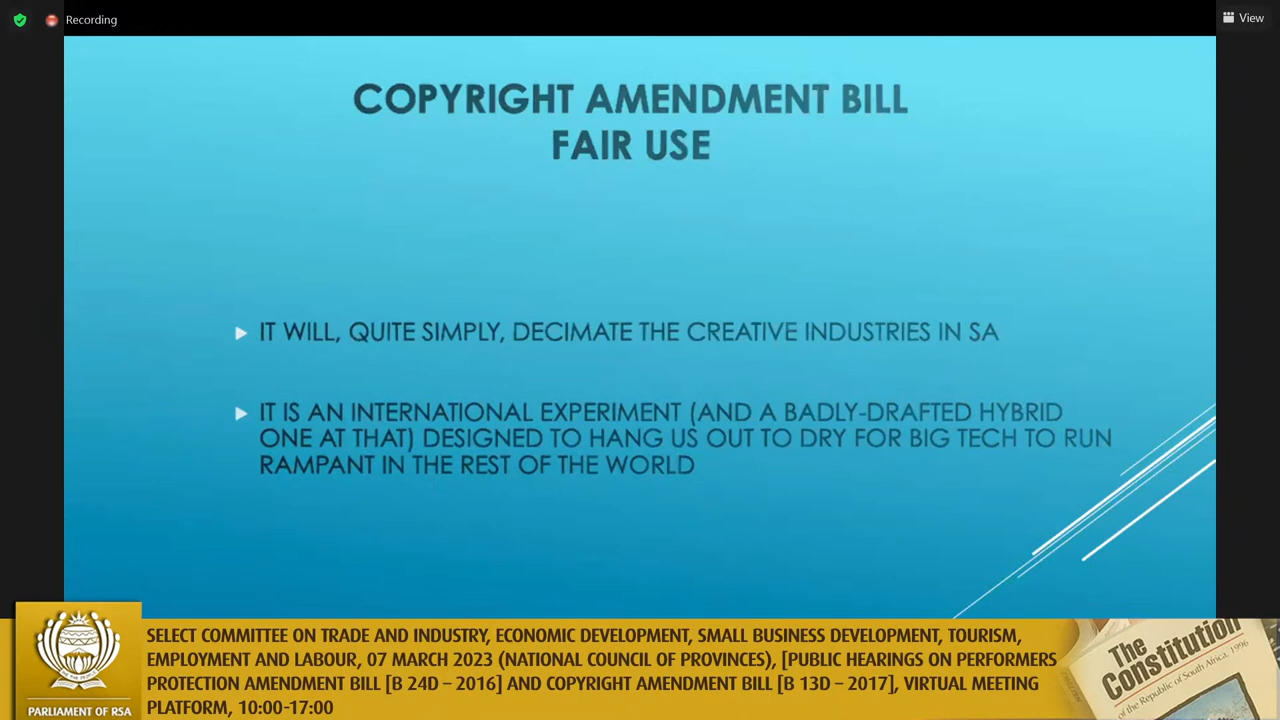 Recording
View
COPYRIGHT AMENDMENT BILL
FAIR USE
IT WILL, QUITE SIMPLY, DECIMATE THE CREATIVE INDUSTRIES IN SA
IT IS AN INTERNATIONAL EXPERIMENT (AND A BADLY-DRAFTED HYBRID
ONE AT THAT) DESIGNED TO HANG US OUT TO DRY FOR BIG TECH TO RUN
RAMPANT IN THE REST OF THE WORLD
SELECT COMMITTEE ON TRADE AND INDUSTRY, ECONOMIC DEVELOPMENT, SMALL BUSINESS DEVELOPMENT, TOURISM,
EMPLOYMENT AND LABOUR, 07 MARCH 2023 (NATIONAL COUNCIL OF PROVINCES), [PUBLIC HEARINGS ON PERFORMERS
PROTECTION AMENDMENT BILL [B 24D – 2016] AND COPYRIGHT AMENDMENT BILL [B 13D – 2017], VIRTUAL MEETING
PLATFORM, 10:00-17:00
PARLIAMENT OF RSA
The
Constitution
of the Republic of South Africa, 1996